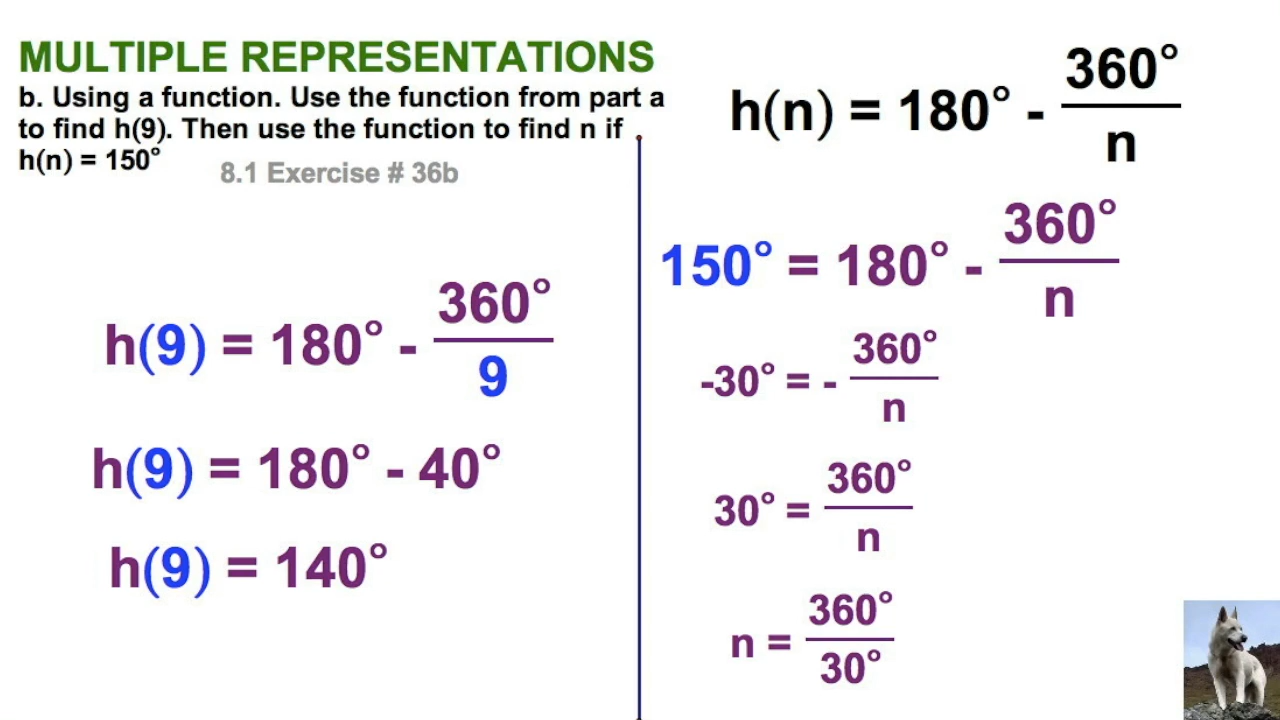 MULTIPLE REPRESENTATIONS
b. Using a function. Use the function from part a
to find h(9). Then use the function to find n if
h(n) = 150°
8.1 Exercise # 36b
h(9) = 180° - 360°/9
h(9) = 180° - 40°
h(9) = 140°
h(n) = 180° - 360°/n
150° = 180° - 360°/n
-30° = - 360°/n
30° = 360°/n
n = 360°/30°